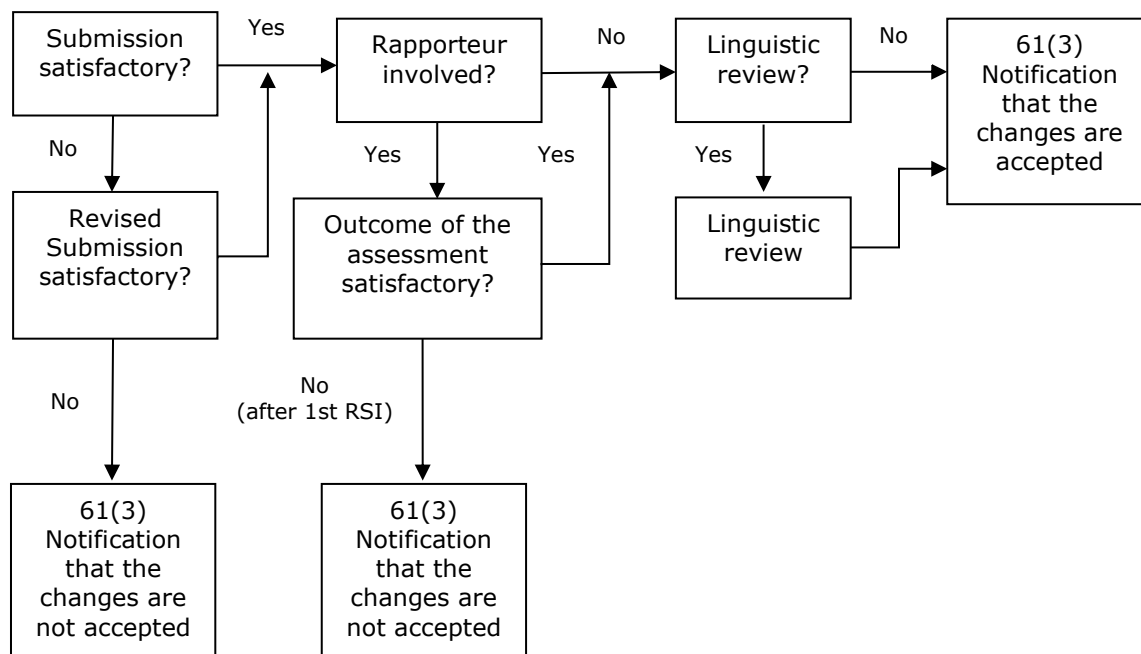 Submission
satisfactory?
Yes
Rapporteur
involved?
No
Linguistic
review?
No
61(3)
Notification
that the
changes are
accepted
No
Yes
Yes
Yes
Revised
Submission
satisfactory?
Outcome of the
assessment
satisfactory?
Linguistic
review
No
No
(after 1st RSI)
61(3)
Notification
that the
changes are
not accepted
61(3)
Notification
that the
changes are
not accepted